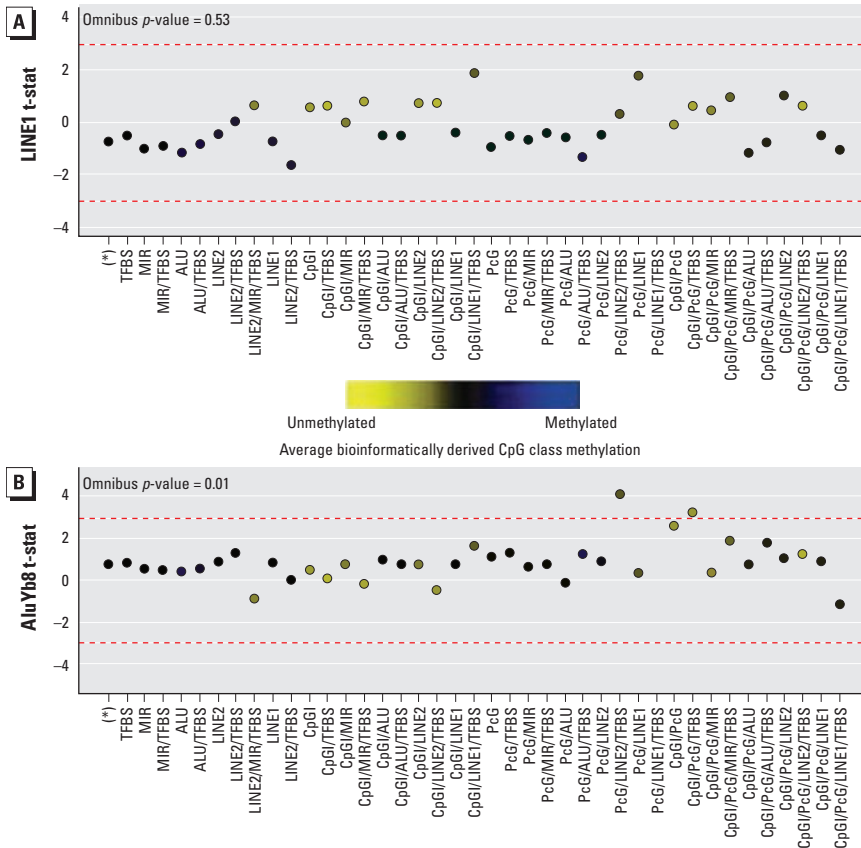 A
Omnibus p-value = 0.53
LINE1 t-stat
4
2
0
–2
–4
(*)
TFBS
MIR
MIR/TFBS
ALU
ALU/TFBS
LINE2
LINE2/TFBS
LINE2/MIR/TFBS
LINE1
LINE2/TFBS
CpGI
CpGI/TFBS
CpGI/MIR
CpGI/MIR/TFBS
CpGI/ALU
CpGI/ALU/TFBS
CpGI/LINE2
CpGI/LINE2/TFBS
CpGI/LINE1
CpGI/LINE1/TFBS
PcG
PcG/TFBS
PcG/MIR
PcG/MIR/TFBS
PcG/ALU
PcG/ALU/TFBS
PcG/LINE2
PcG/LINE2/TFBS
PcG/LINE1
PcG/LINE1/TFBS
CpGI/PcG
CpGI/PcG/TFBS
CpGI/PcG/MIR
CpGI/PcG/MIR/TFBS
CpGI/PcG/ALU
CpGI/PcG/ALU/TFBS
CpGI/PcG/LINE2
CpGI/PcG/LINE2/TFBS
CpGI/PcG/LINE1
CpGI/PcG/LINE1/TFBS
Unmethylated Methylated
Average bioinformatically derived CpG class methylation
B
Omnibus p-value = 0.01
AluYb8 t-stat
4
2
0
–2
–4
(*)
TFBS
MIR
MIR/TFBS
ALU
ALU/TFBS
LINE2
LINE2/TFBS
LINE2/MIR/TFBS
LINE1
LINE2/TFBS
CpGI
CpGI/TFBS
CpGI/MIR
CpGI/MIR/TFBS
CpGI/ALU
CpGI/ALU/TFBS
CpGI/LINE2
CpGI/LINE2/TFBS
CpGI/LINE1
CpGI/LINE1/TFBS
PcG
PcG/TFBS
PcG/MIR
PcG/MIR/TFBS
PcG/ALU
PcG/ALU/TFBS
PcG/LINE2
PcG/LINE2/TFBS
PcG/LINE1
PcG/LINE1/TFBS
CpGI/PcG
CpGI/PcG/TFBS
CpGI/PcG/MIR
CpGI/PcG/MIR/TFBS
CpGI/PcG/ALU
CpGI/PcG/ALU/TFBS
CpGI/PcG/LINE2
CpGI/PcG/LINE2/TFBS
CpGI/PcG/LINE1
CpGI/PcG/LINE1/TFBS